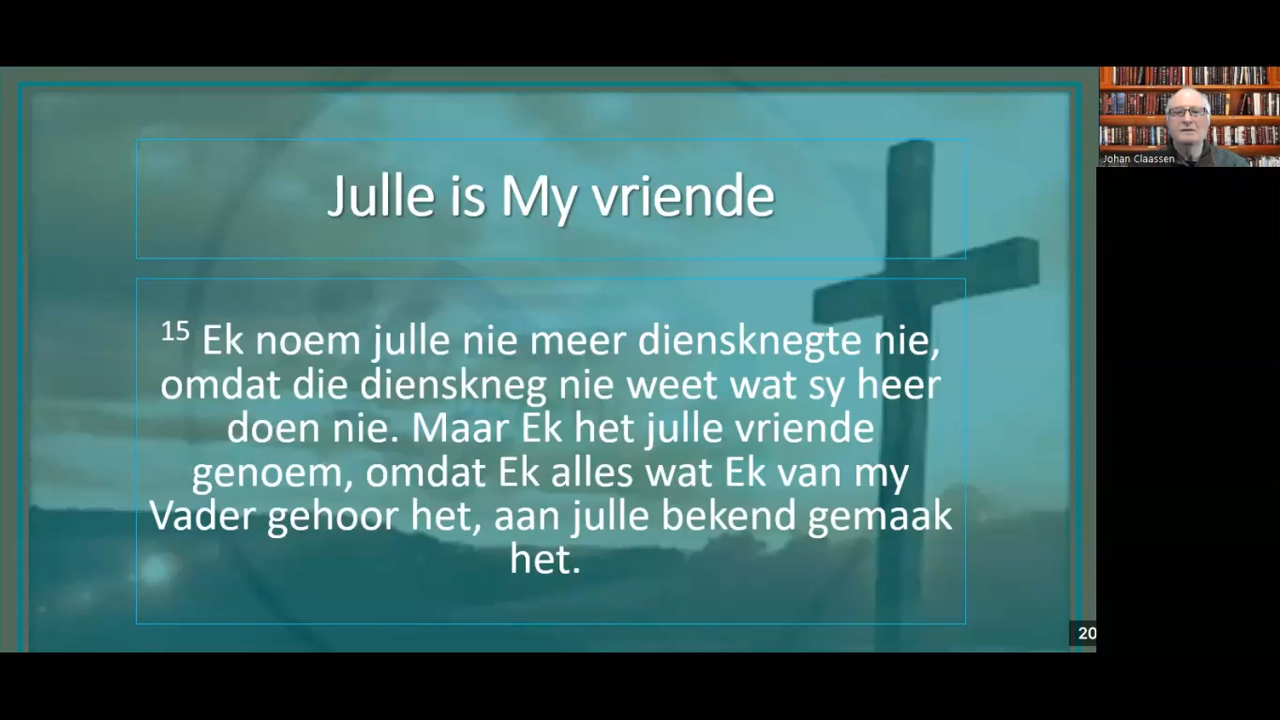 Julle is My vriende
15 Ek noem julle nie meer diensknegte nie,
omdat die dienskneg nie weet wat sy heer
doen nie. Maar Ek het julle vriende
genoem, omdat Ek alles wat Ek van my
Vader gehoor het, aan julle bekend gemaak
het.
20
Johan Claassen